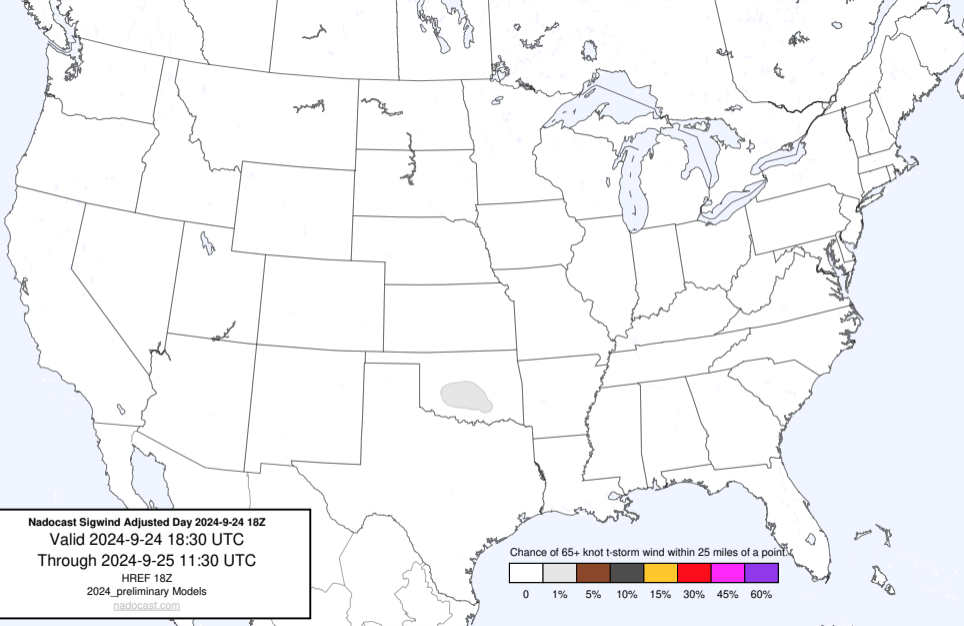 Nadocast Sigwind Adjusted Day 2024-9-24 18Z
Valid 2024-9-24 18:30 UTC
Through 2024-9-25 11:30 UTC
HREF 18Z
2024_preliminary Models
nadocast.com
Chance of 65+ knot t-storm wind within 25 miles of a point.
0 1% 5% 10% 15% 30% 45% 60%